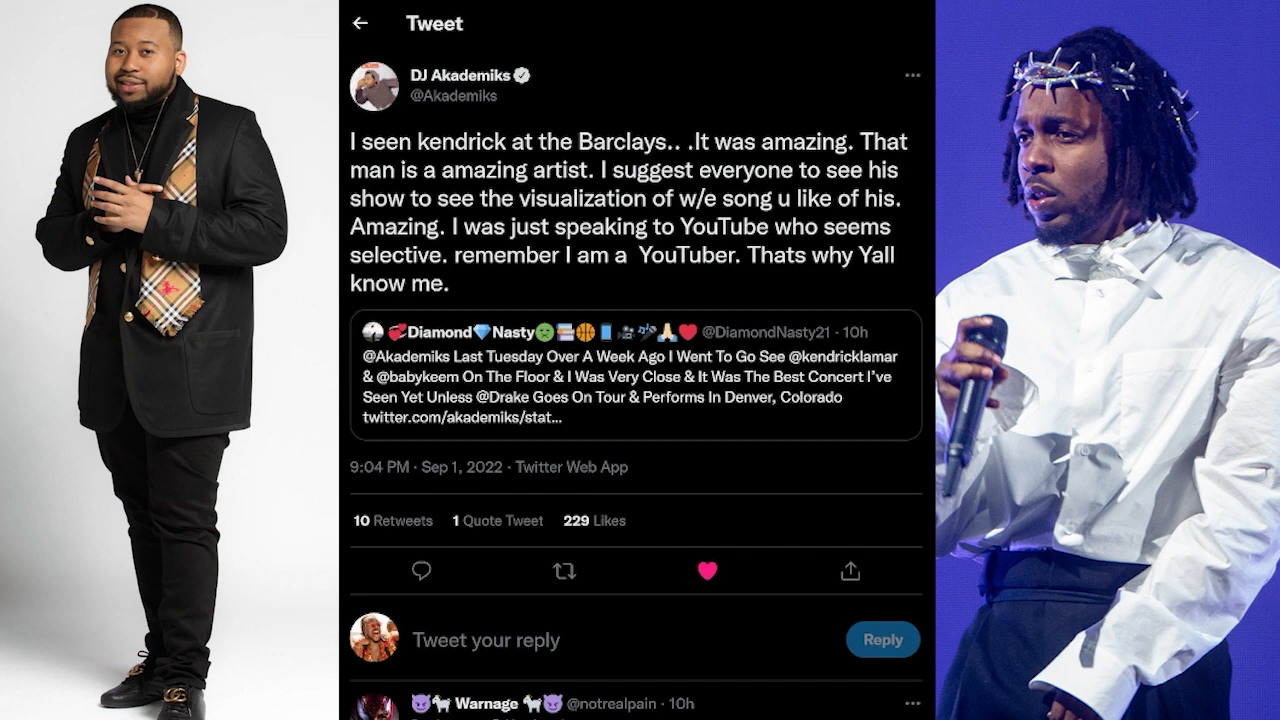 Tweet
DJ Akademiks
@Akademiks
I seen kendrick at the Barclays.. .It was amazing. That
man is a amazing artist. I suggest everyone to see his
show to see the visualization of w/e song u like of his.
Amazing. I was just speaking to YouTube who seems
selective. remember I am a  YouTuber. Thats why Yall
know me.
💞Diamond💎Nasty🤢📚🏀📱🎥🎶🙏🏼❤️ @DiamondNasty21 · 10h
@Akademiks Last Tuesday Over A Week Ago I Went To Go See @kendricklamar
& @babykeem On The Floor & I Was Very Close & It Was The Best Concert I've
Seen Yet Unless @Drake Goes On Tour & Performs In Denver, Colorado
twitter.com/akademiks/stat...
9:04 PM · Sep 1, 2022 · Twitter Web App
10 Retweets 1 Quote Tweet 229 Likes
Tweet your reply
Reply
😈🐐 Warnage 🐐😈 @notrealpain · 10h